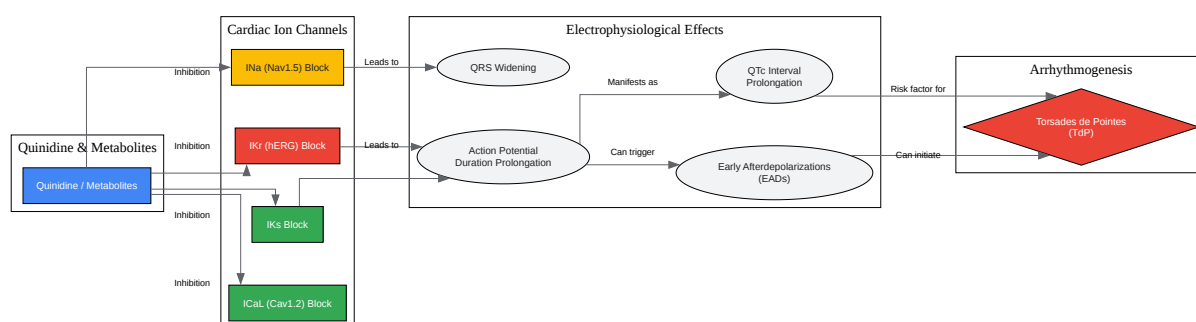 Quinidine & Metabolites
Quinidine / Metabolites
Inhibition
Inhibition
Inhibition
Inhibition
Cardiac Ion Channels
INa (Nav1.5) Block
IKr (hERG) Block
IKs Block
ICaL (Cav1.2) Block
Leads to
Leads to
Electrophysiological Effects
QRS Widening
Action Potential
Duration Prolongation
Manifests as
Can trigger
QTc Interval
Prolongation
Early Afterdepolarizations
(EADs)
Risk factor for
Can initiate
Arrhythmogenesis
Torsades de Pointes
(TdP)